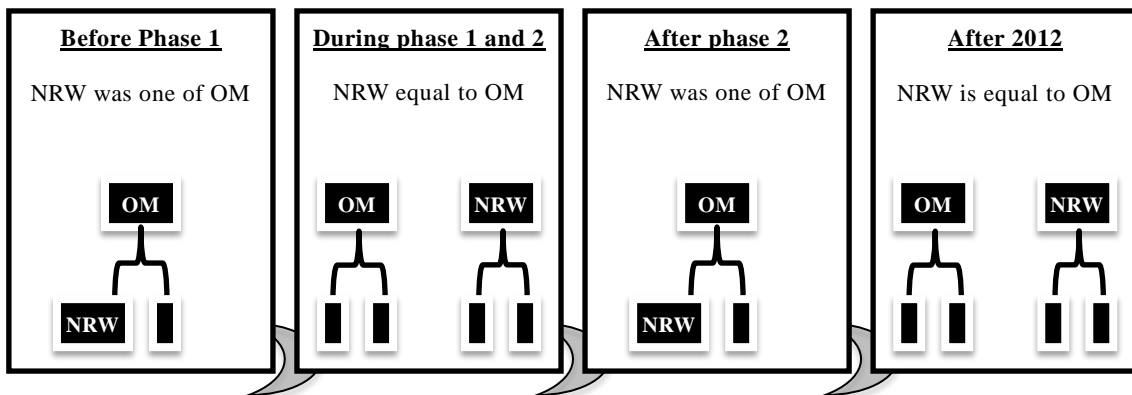 Before Phase 1
NRW was one of OM
OM
NRW
During phase 1 and 2
NRW equal to OM
OM NRW
After phase 2
NRW was one of OM
OM
NRW
After 2012
NRW is equal to OM
OM NRW